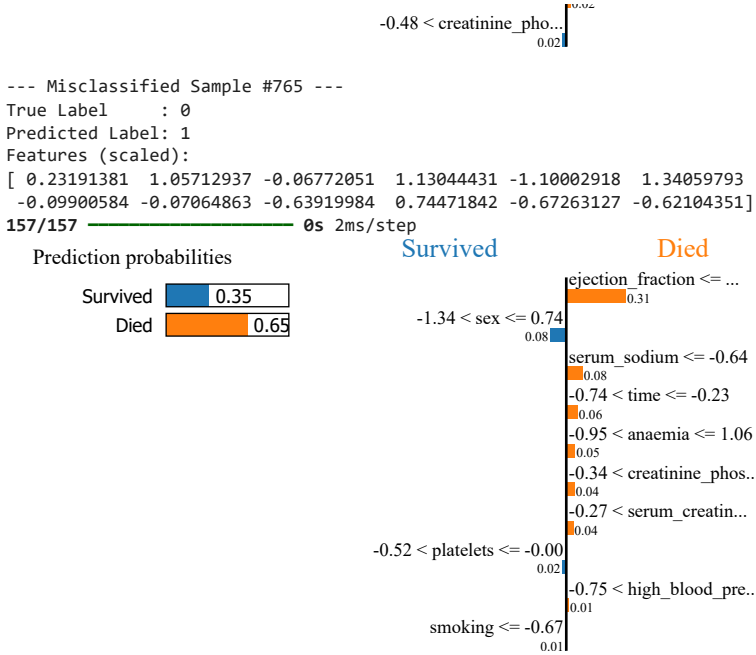 0.02
-0.48 < creatinine_pho...
0.02
--- Misclassified Sample #765 ---
True Label     : 0
Predicted Label: 1
Features (scaled):
[ 0.23191381  1.05712937 -0.06772051  1.13044431 -1.10002918  1.34059793
 -0.09900584 -0.07064863 -0.63919984  0.74471842 -0.67263127 -0.62104351]
157/157 ━━━━━━━━━━━━━━━━━━━━ 0s 2ms/step
Prediction probabilities
Survived 0.35
Died 0.65
Survived Died
ejection_fraction <= ...
0.31
-1.34 < sex <= 0.74
0.08
serum_sodium <= -0.64
0.08
-0.74 < time <= -0.23
0.06
-0.95 < anaemia <= 1.06
0.05
-0.34 < creatinine_phos...
0.04
-0.27 < serum_creatin...
0.04
-0.52 < platelets <= -0.00
0.02
-0.75 < high_blood_pre...
0.01
smoking <= -0.67
0.01